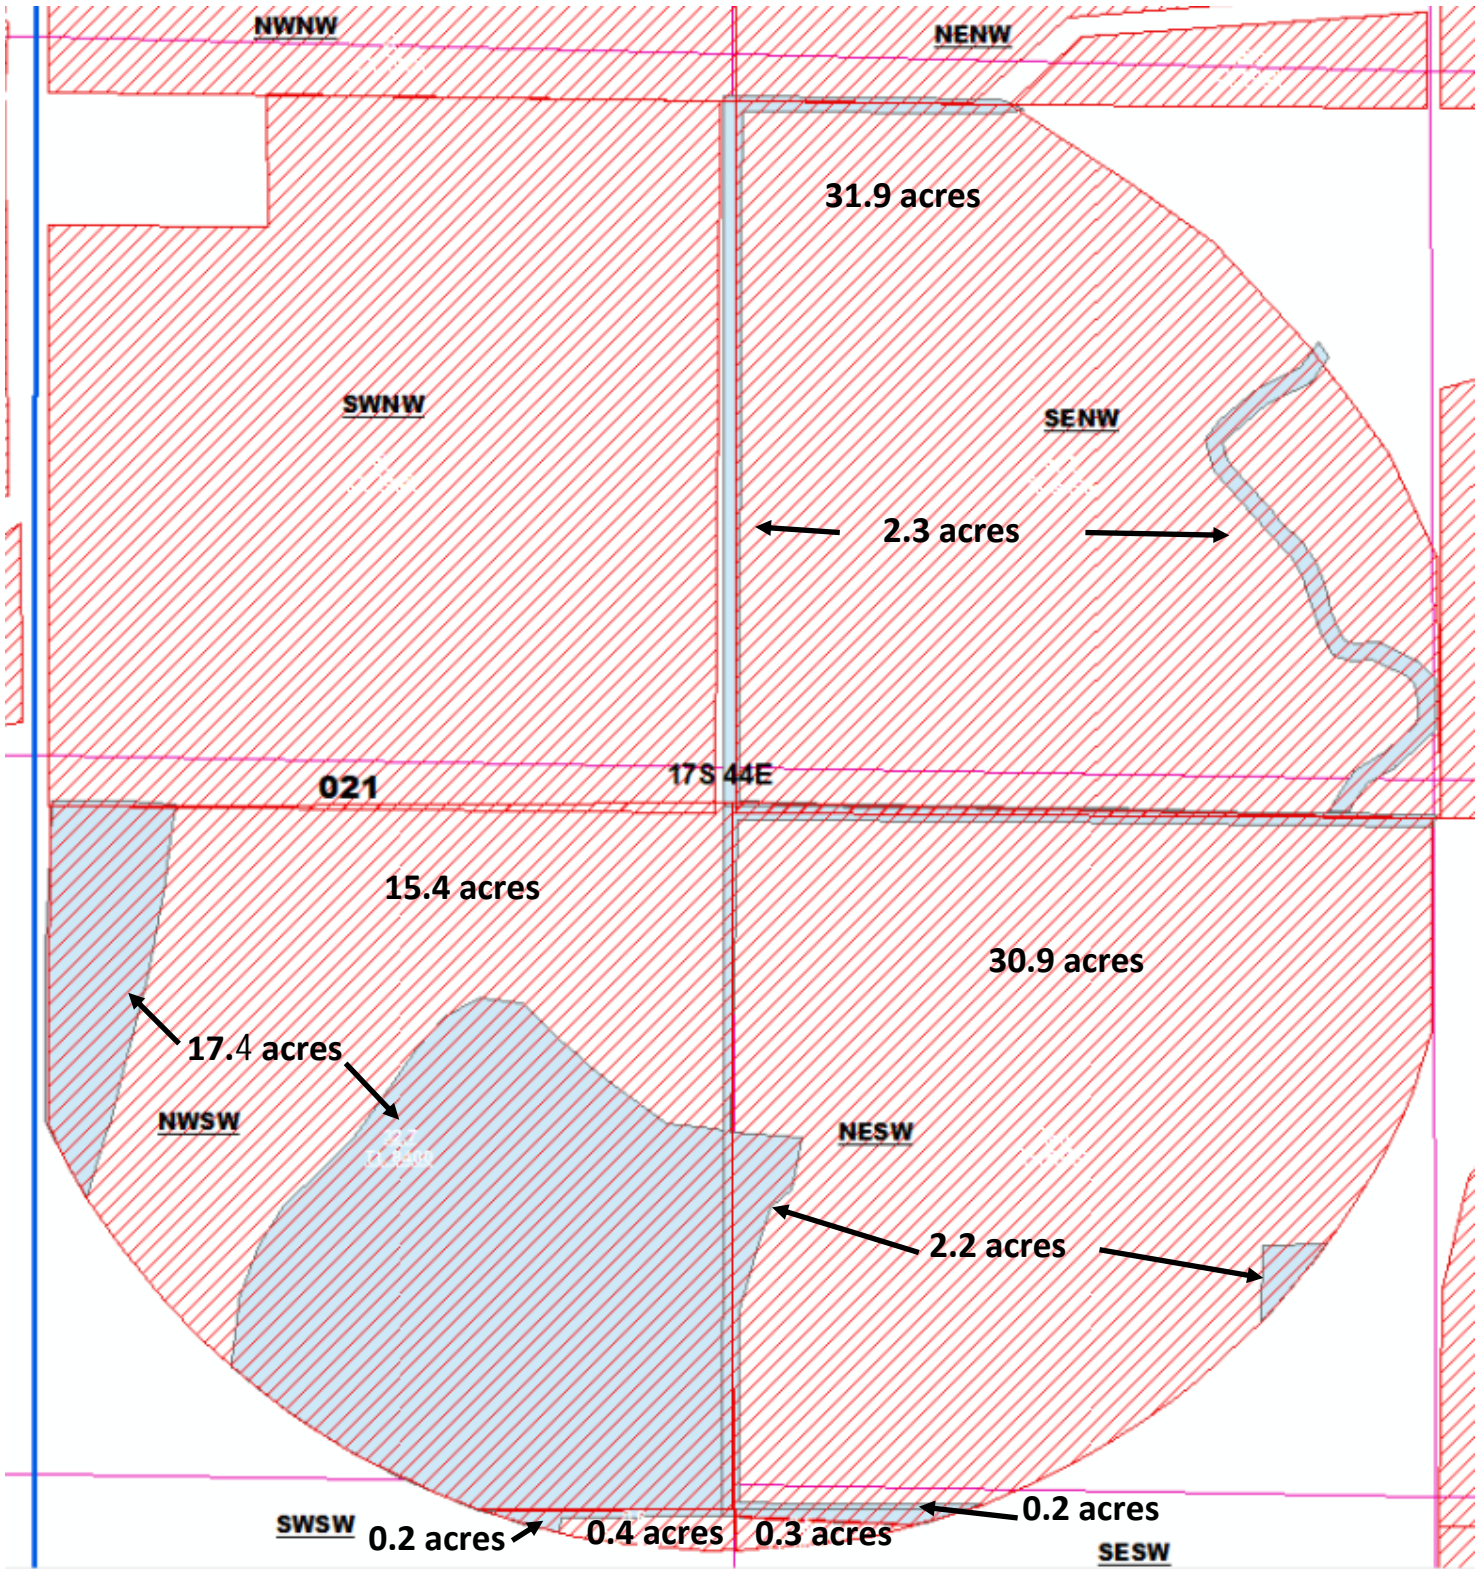 NWNW
NENW
31.9 acres
SWNW
SENW
2.3 acres
17S 44E
021
15.4 acres
30.9 acres
17.4 acres
NWSW
NESW
2.2 acres
0.2 acres
SWSW
0.2 acres
0.4 acres
0.3 acres
SESW